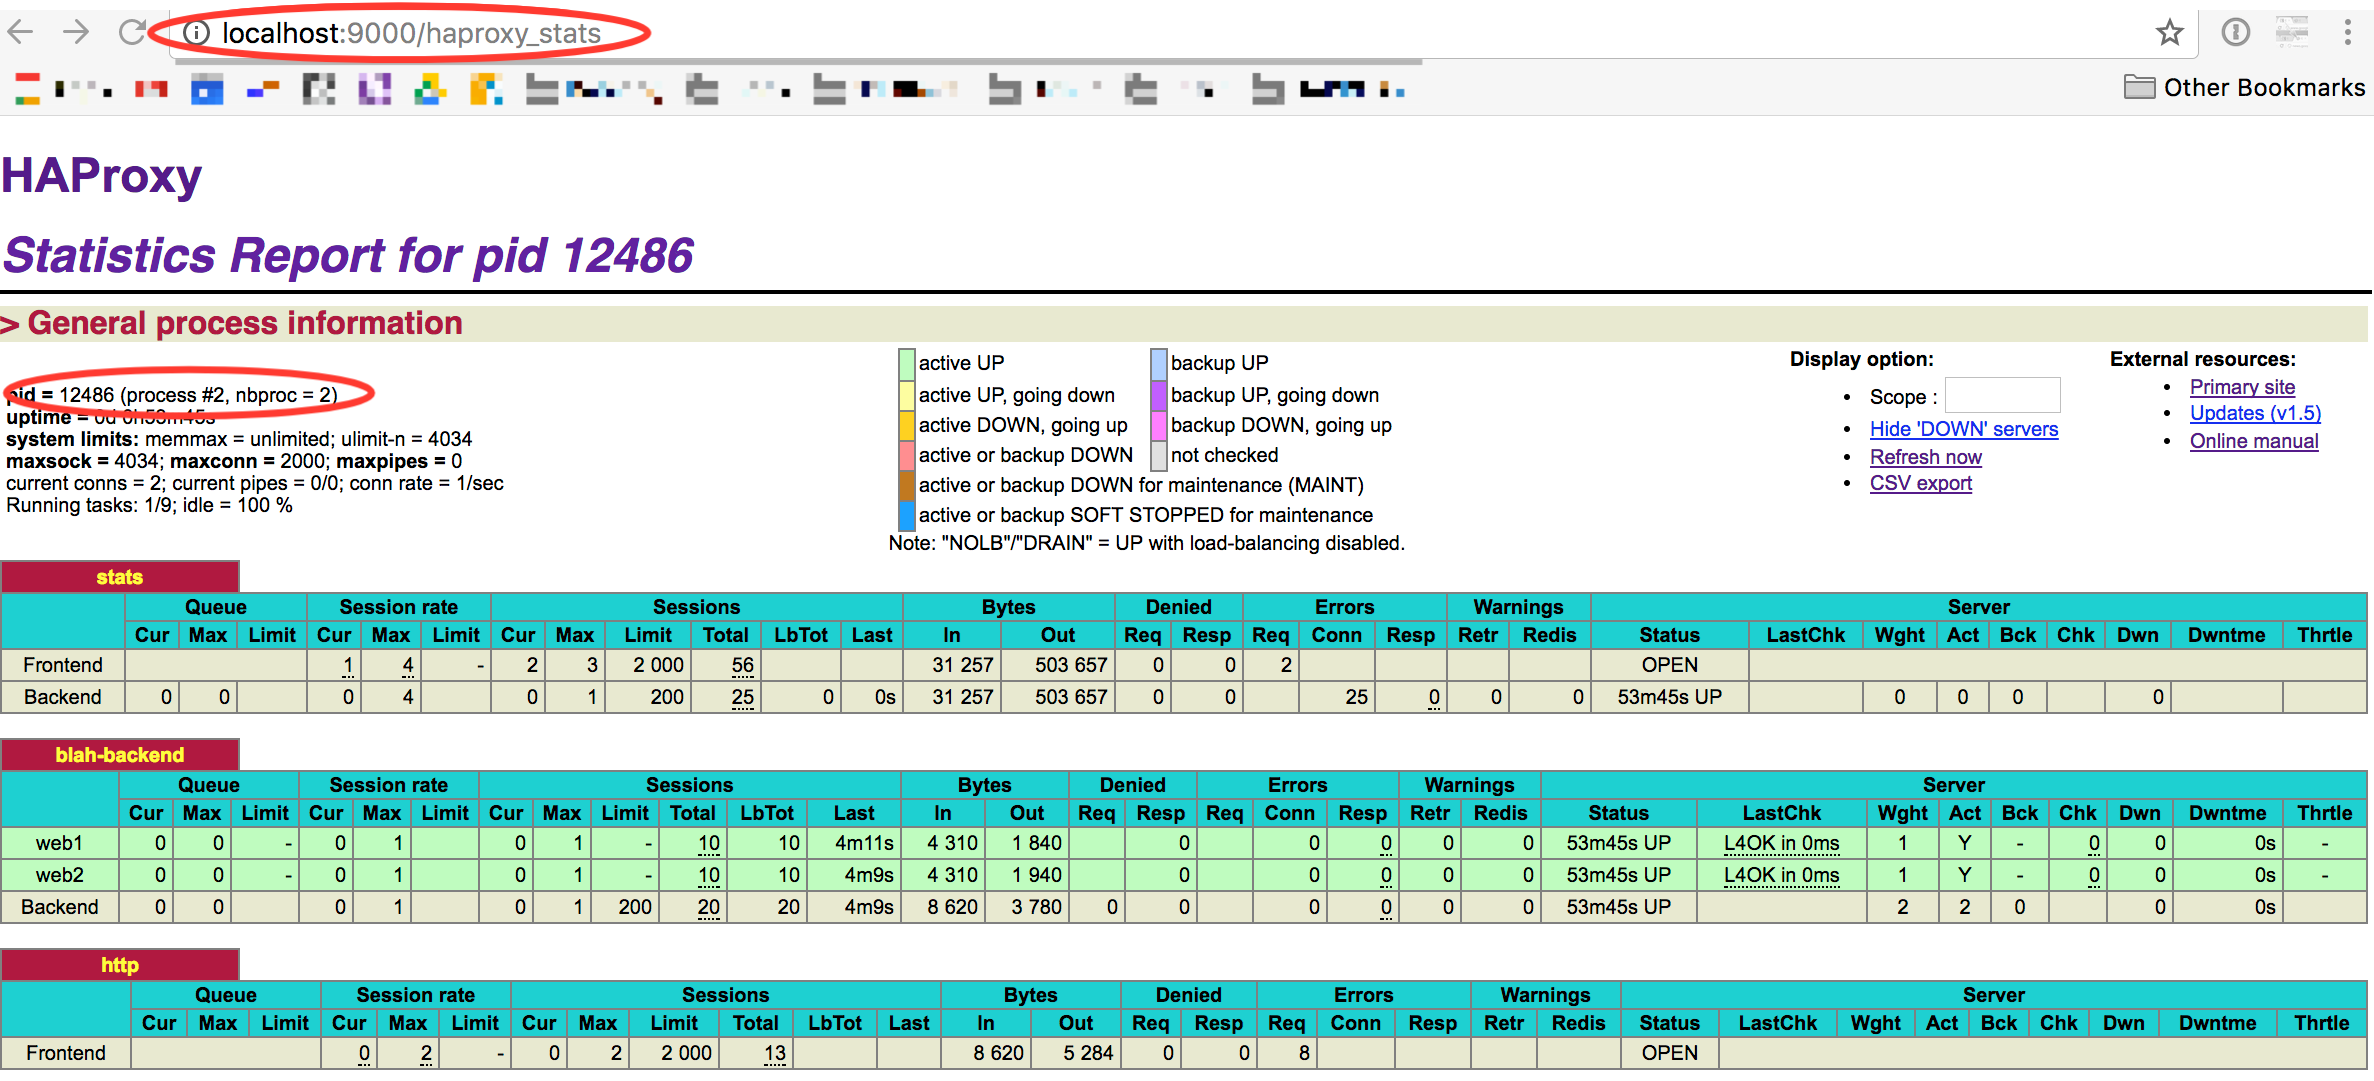 localhost:9000/haproxy_stats
Other Bookmarks
HAProxy
Statistics Report for pid 12486
> General process information
pid = 12486 (process #2, nbproc = 2)
uptime = 0d 0h53m45s
system limits: memmax = unlimited; ulimit-n = 4034
maxsock = 4034; maxconn = 2000; maxpipes = 0
current conns = 2; current pipes = 0/0; conn rate = 1/sec
Running tasks: 1/9; idle = 100 %
active UP backup UP
active UP, going down backup UP, going down
active DOWN, going up backup DOWN, going up
active or backup DOWN not checked
active or backup DOWN for maintenance (MAINT)
active or backup SOFT STOPPED for maintenance
Note: "NOLB"/"DRAIN" = UP with load-balancing disabled.
Display option:
• Scope :
• Hide 'DOWN' servers
• Refresh now
• CSV export
External resources:
• Primary site
• Updates (v1.5)
• Online manual
stats
Queue Session rate Sessions Bytes Denied Errors Warnings Server
Cur Max Limit Cur Max Limit Cur Max Limit Total LbTot Last In Out Req Resp Req Conn Resp Retr Redis Status LastChk Wght Act Bck Chk Dwn Dwntme Thrtle
Frontend 1 4 - 2 3 2 000 56 31 257 503 657 0 0 2 OPEN
Backend 0 0 0 4 0 1 200 25 0 0s 31 257 503 657 0 0 25 0 0 0 53m45s UP 0 0 0 0
blah-backend
Queue Session rate Sessions Bytes Denied Errors Warnings Server
Cur Max Limit Cur Max Limit Cur Max Limit Total LbTot Last In Out Req Resp Req Conn Resp Retr Redis Status LastChk Wght Act Bck Chk Dwn Dwntme Thrtle
web1 0 0 - 0 1 0 1 - 10 10 4m11s 4 310 1 840 0 0 0 0 0 53m45s UP L4OK in 0ms 1 Y - 0 0 0s -
web2 0 0 - 0 1 0 1 - 10 10 4m9s 4 310 1 940 0 0 0 0 0 53m45s UP L4OK in 0ms 1 Y - 0 0 0s -
Backend 0 0 0 1 0 1 200 20 20 4m9s 8 620 3 780 0 0 0 0 0 0 53m45s UP 2 2 0 0 0s
http
Queue Session rate Sessions Bytes Denied Errors Warnings Server
Cur Max Limit Cur Max Limit Cur Max Limit Total LbTot Last In Out Req Resp Req Conn Resp Retr Redis Status LastChk Wght Act Bck Chk Dwn Dwntme Thrtle
Frontend 0 2 - 0 2 2 000 13 8 620 5 284 0 0 8 OPEN